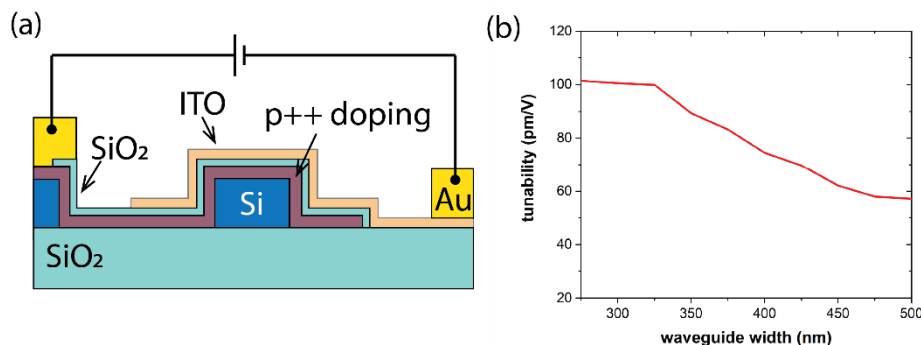 (a)
ITO
p++ doping
SiO₂
Si
Au
SiO₂
(b)
tunability (pm/V)
120
100
80
60
40
20
300 350 400 450 500
waveguide width (nm)